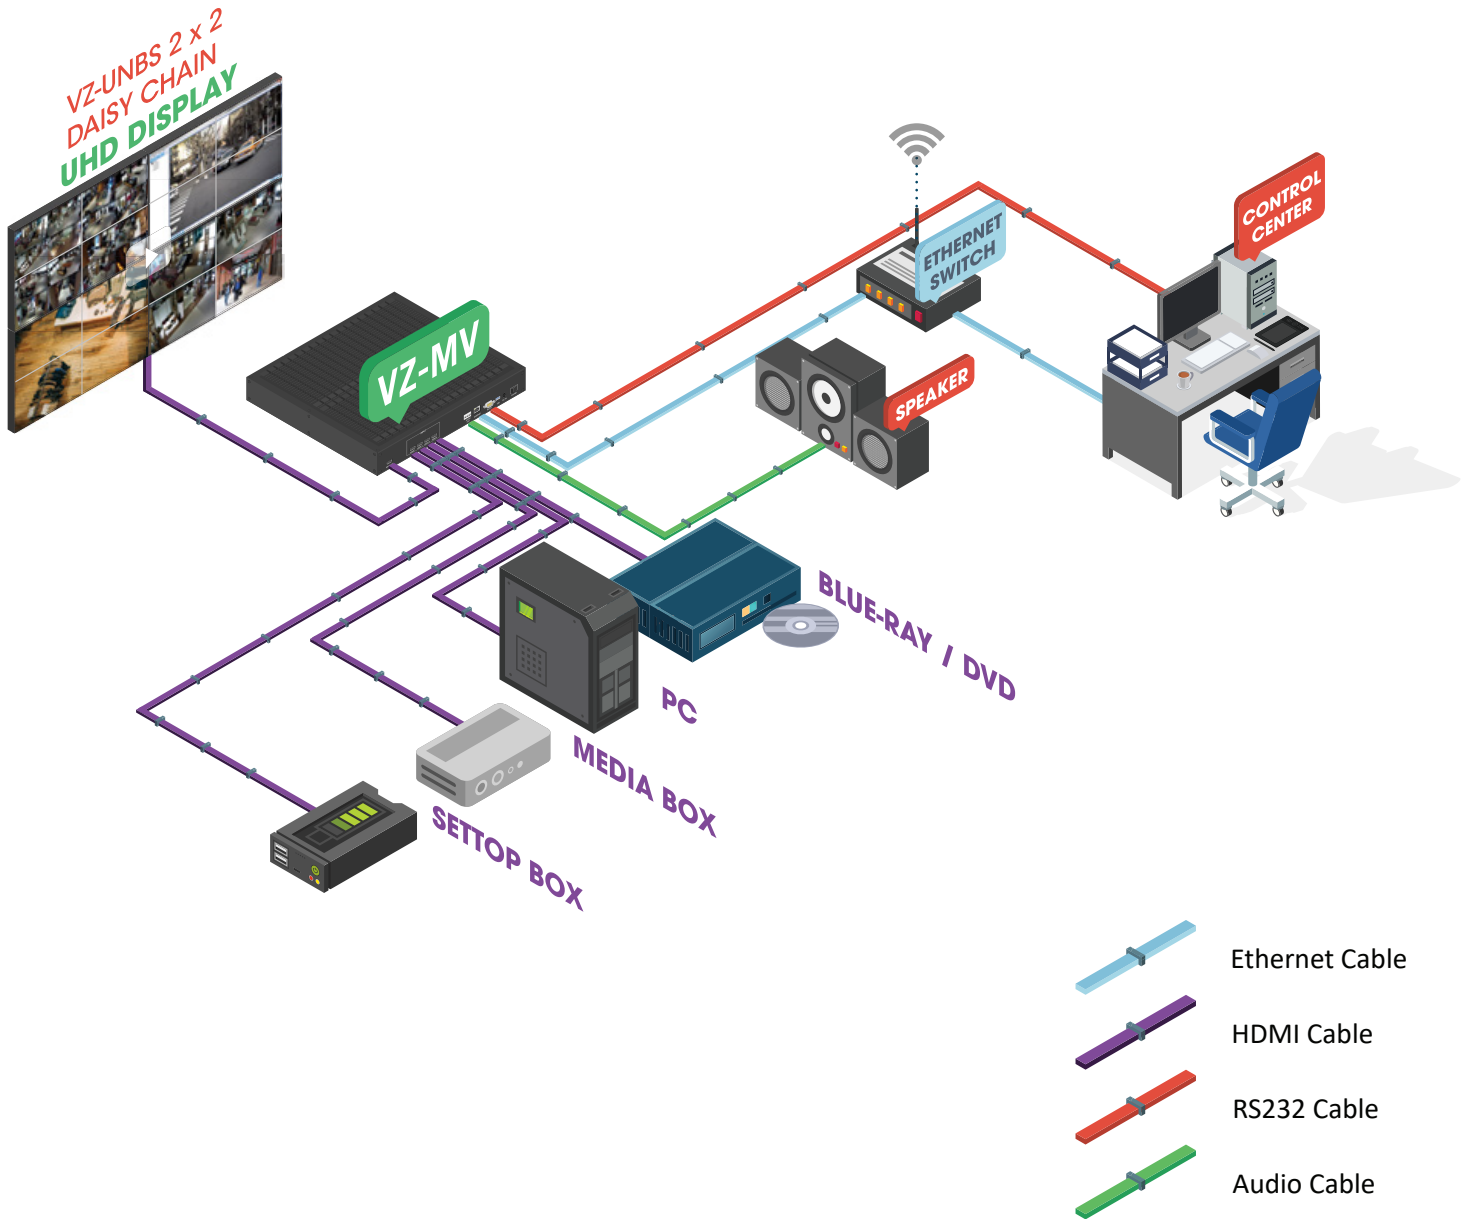 VZ-UNBS 2 x 2
DAISY CHAIN
UHD DISPLAY
VZ-MV
ETHERNET
SWITCH
CONTROL
CENTER
SPEAKER
BLUE-RAY / DVD
PC
MEDIA BOX
SETTOP BOX
Ethernet Cable
HDMI Cable
RS232 Cable
Audio Cable